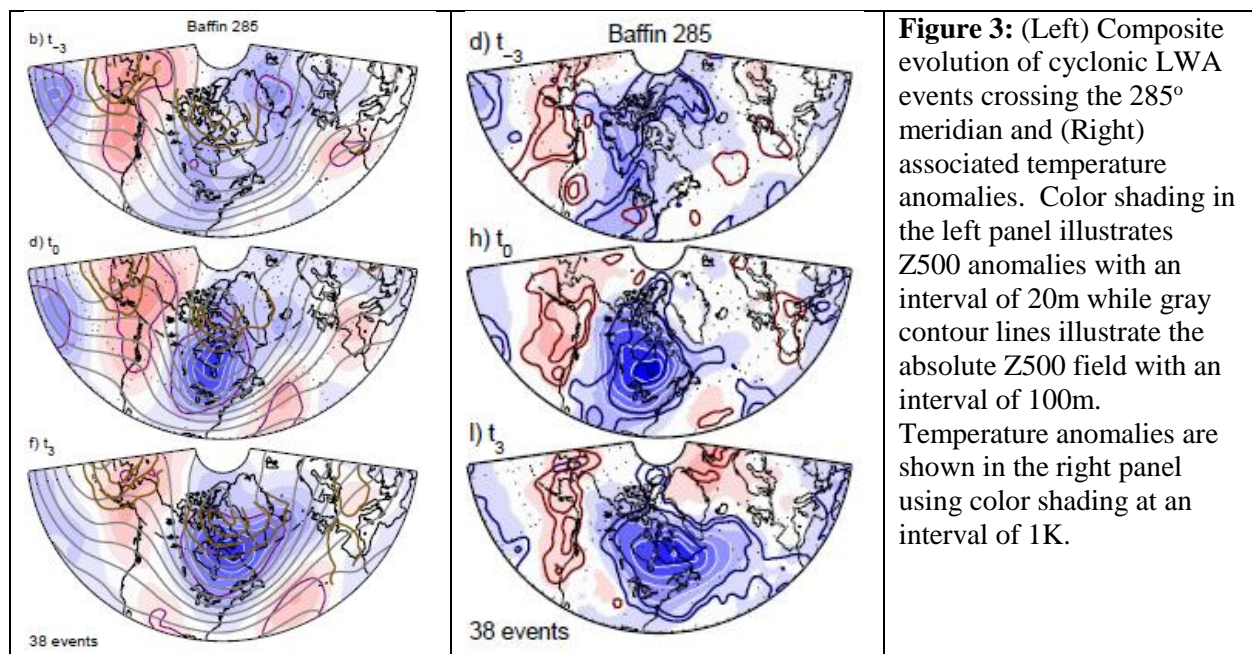 b) t-3
Baffin 285
d) t0
f) t3
38 events
d) t-3
Baffin 285
h) t0
l) t3
38 events
Figure 3: (Left) Composite
evolution of cyclonic LWA
events crossing the 285o
meridian and (Right)
associated temperature
anomalies. Color shading in
the left panel illustrates
Z500 anomalies with an
interval of 20m while gray
contour lines illustrate the
absolute Z500 field with an
interval of 100m.
Temperature anomalies are
shown in the right panel
using color shading at an
interval of 1K.